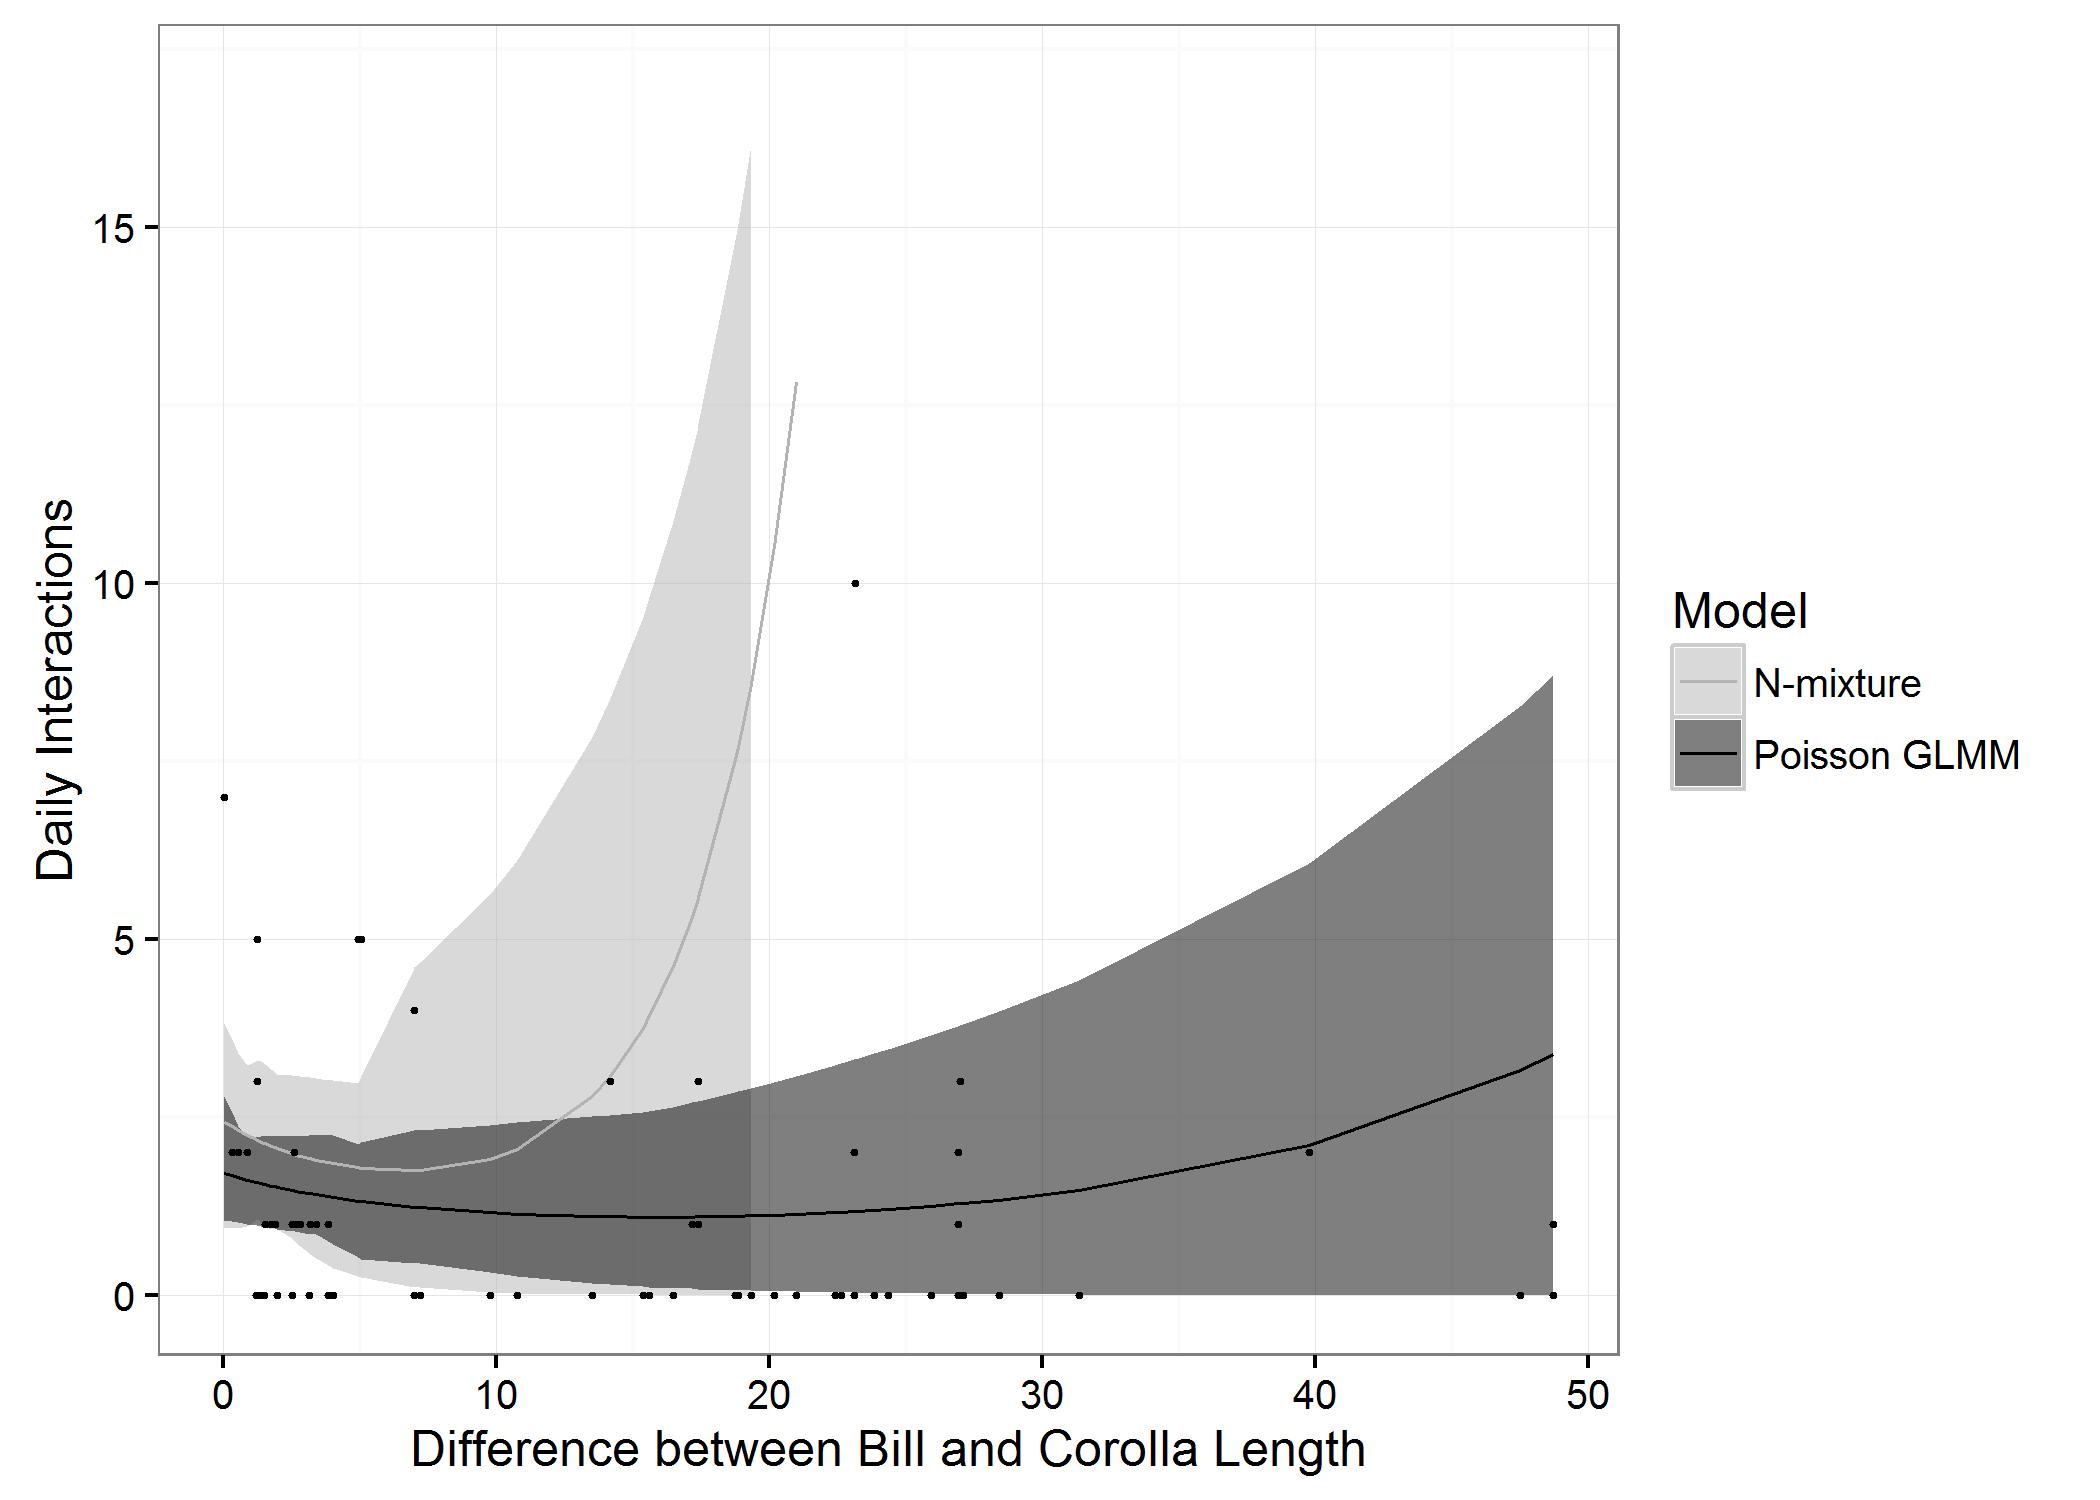 15
10
5
0
Daily Interactions
0 10 20 30 40 50
Difference between Bill and Corolla Length
Model
N-mixture
Poisson GLMM